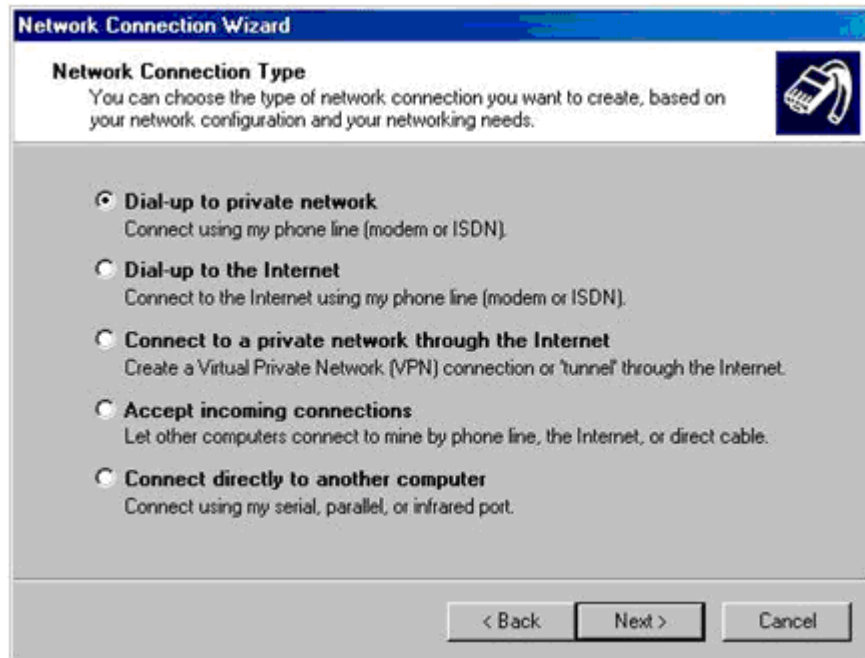 Network Connection Wizard
Network Connection Type
You can choose the type of network connection you want to create, based on
your network configuration and your networking needs.
Dial-up to private network
Connect using my phone line (modem or ISDN).
Dial-up to the Internet
Connect to the Internet using my phone line (modem or ISDN).
Connect to a private network through the Internet
Create a Virtual Private Network (VPN) connection or 'tunnel' through the Internet.
Accept incoming connections
Let other computers connect to mine by phone line, the Internet, or direct cable.
Connect directly to another computer
Connect using my serial, parallel, or infrared port.
< Back Next > Cancel